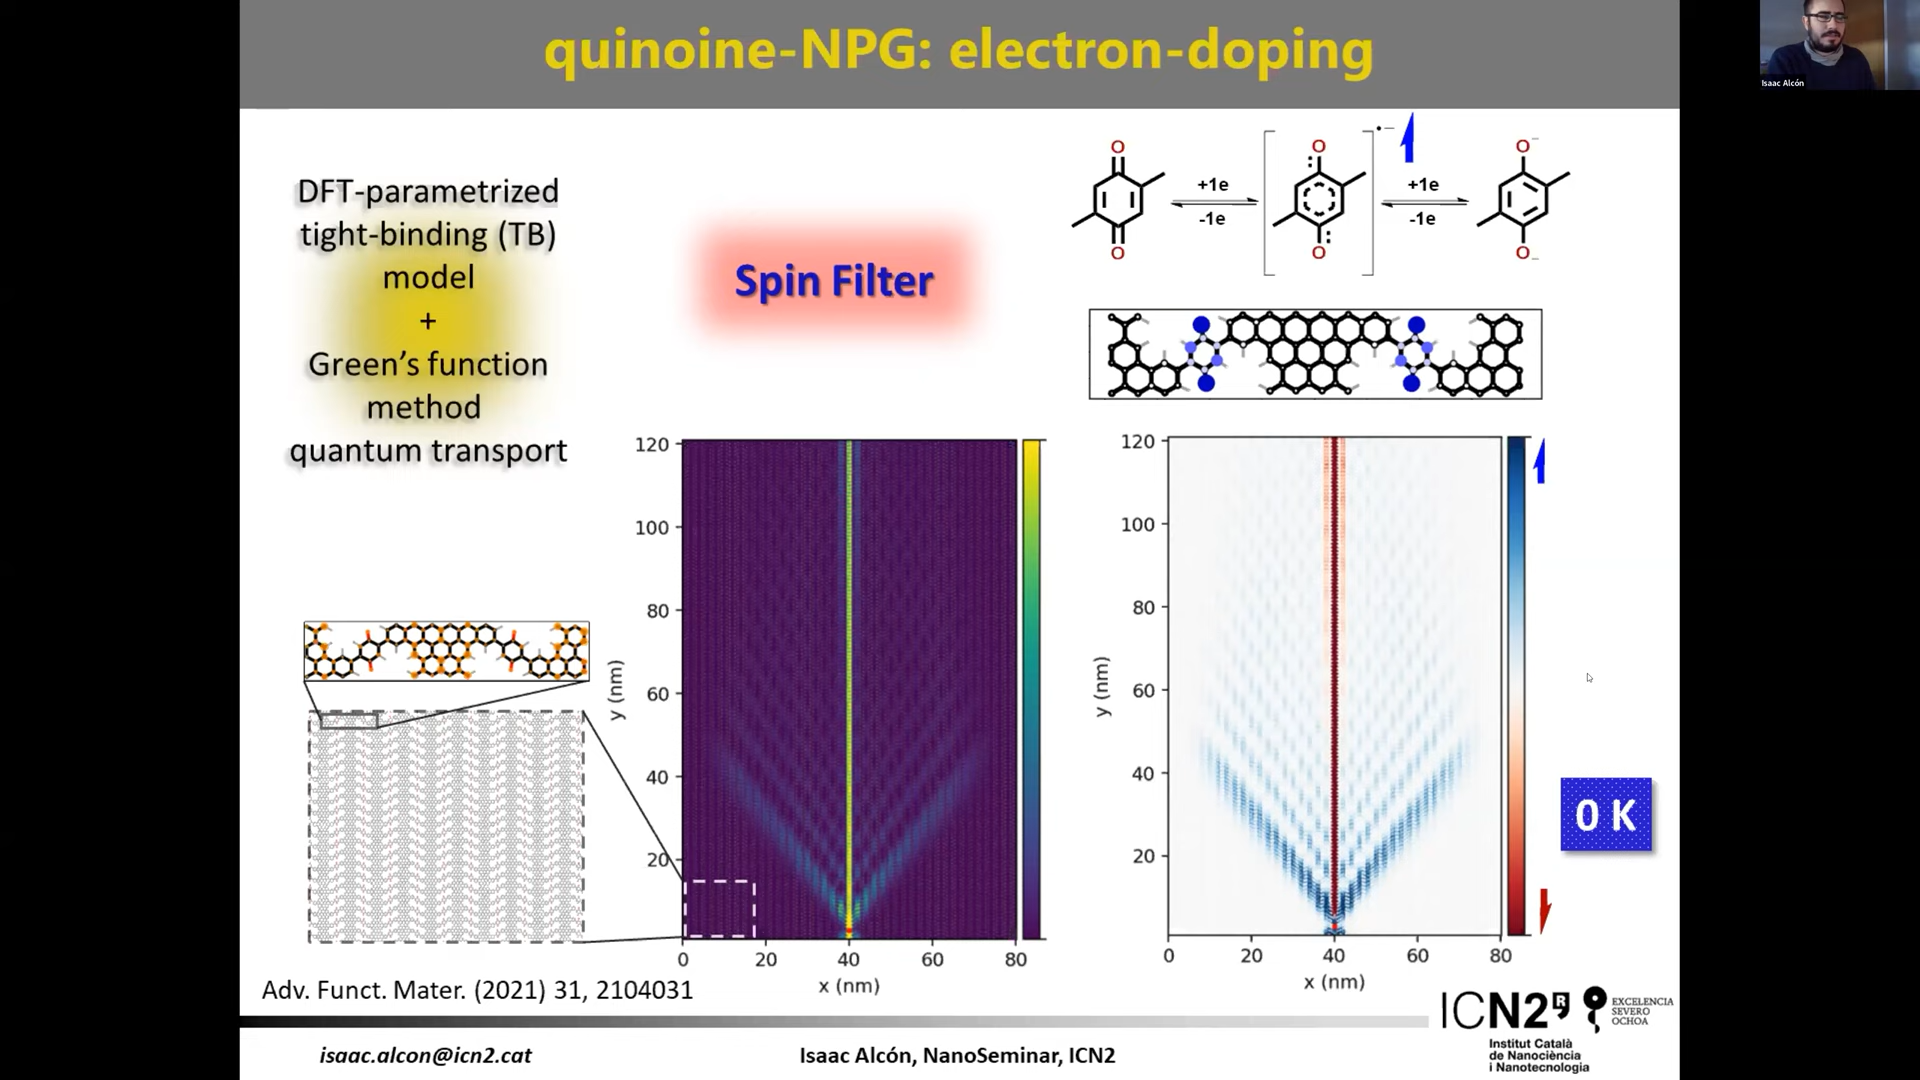 quinoine-NPG: electron-doping
Isaac Alcón
DFT-parametrized
tight-binding (TB)
model
+
Green's function
method
quantum transport
Spin Filter
O
O
+1e
-1e
O
O
•−
+1e
-1e
O−
O−
120
100
80
60
40
20
y (nm)
0 20 40 60 80
x (nm)
120
100
80
60
40
20
y (nm)
0 20 40 60 80
x (nm)
0 K
Adv. Funct. Mater. (2021) 31, 2104031
ICN2R
Institut Català
de Nanociència
i Nanotecnologia
EXCELENCIA
SEVERO
OCHOA
isaac.alcon@icn2.cat
Isaac Alcón, NanoSeminar, ICN2